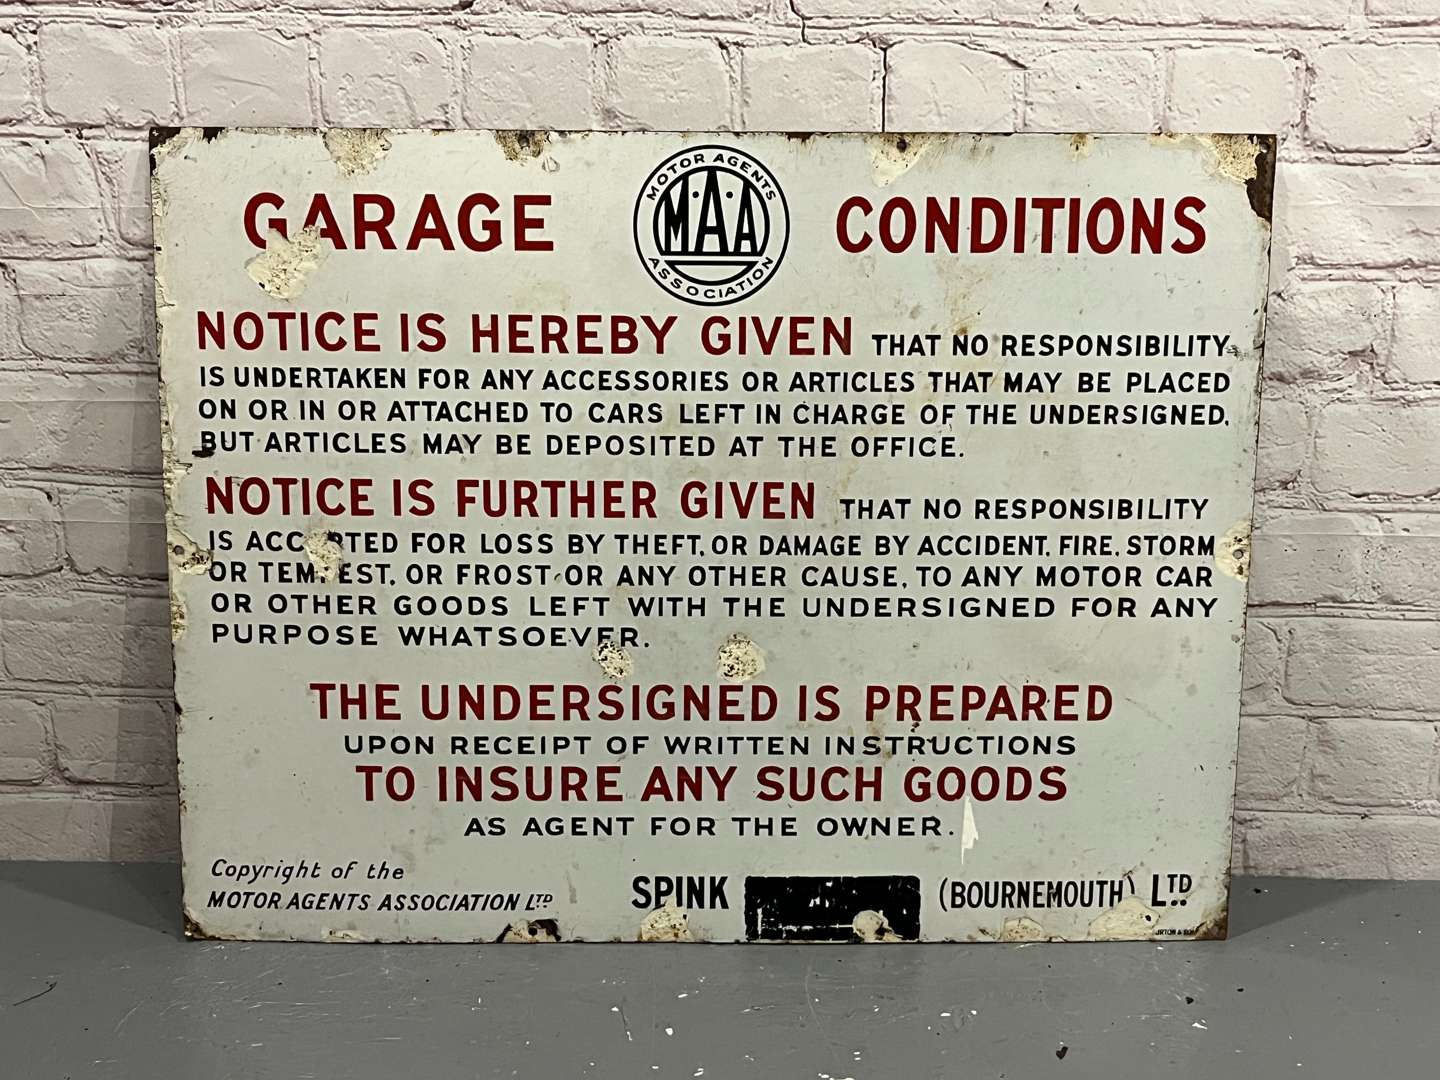 GARAGE CONDITIONS
MOTOR AGENTS
M·A·A
ASSOCIATION
NOTICE IS HEREBY GIVEN THAT NO RESPONSIBILITY
IS UNDERTAKEN FOR ANY ACCESSORIES OR ARTICLES THAT MAY BE PLACED
ON OR IN OR ATTACHED TO CARS LEFT IN CHARGE OF THE UNDERSIGNED,
BUT ARTICLES MAY BE DEPOSITED AT THE OFFICE.
NOTICE IS FURTHER GIVEN THAT NO RESPONSIBILITY
IS ACCEPTED FOR LOSS BY THEFT, OR DAMAGE BY ACCIDENT, FIRE, STORM
OR TEMPEST, OR FROST OR ANY OTHER CAUSE, TO ANY MOTOR CAR
OR OTHER GOODS LEFT WITH THE UNDERSIGNED FOR ANY
PURPOSE WHATSOEVER.
THE UNDERSIGNED IS PREPARED
UPON RECEIPT OF WRITTEN INSTRUCTIONS
TO INSURE ANY SUCH GOODS
AS AGENT FOR THE OWNER.
Copyright of the
MOTOR AGENTS ASSOCIATION LTD
SPINK (BOURNEMOUTH) LTD.